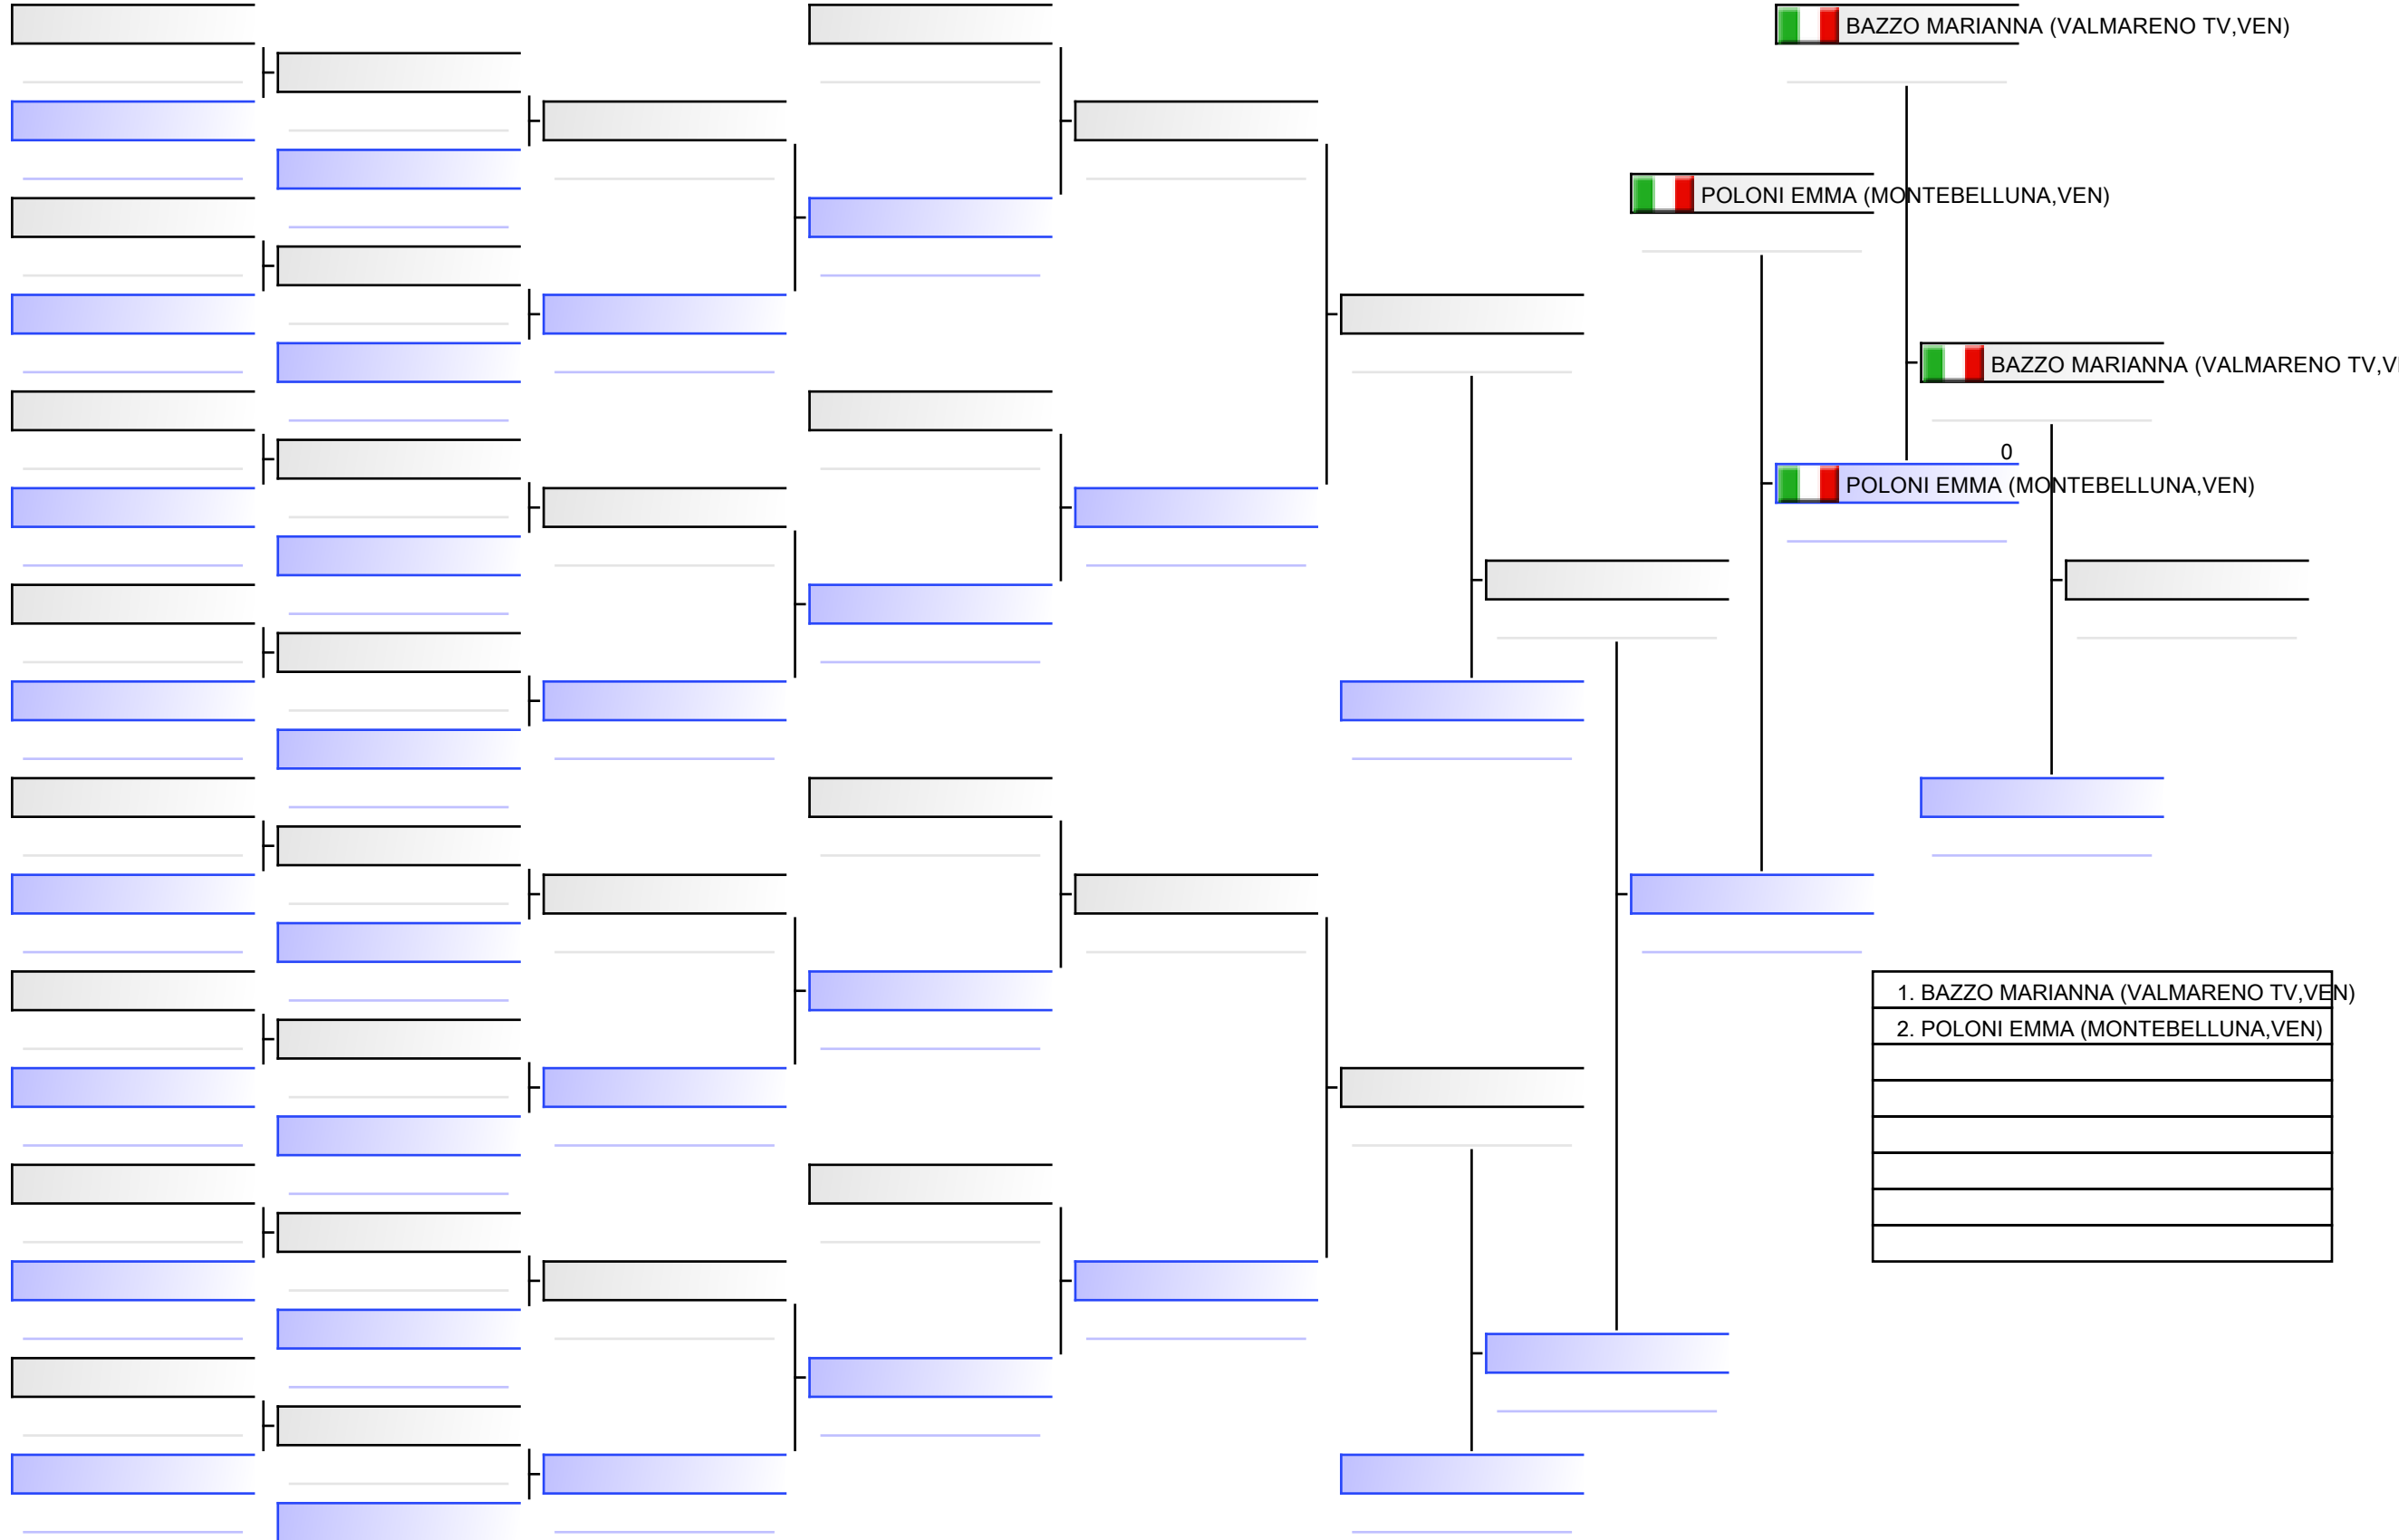 BAZZO MARIANNA (VALMARENO TV,VEN)
POLONI EMMA (MONTEBELLUNA,VEN)
BAZZO MARIANNA (VALMARENO TV,V
0
POLONI EMMA (MONTEBELLUNA,VEN)
1. BAZZO MARIANNA (VALMARENO TV,VEN)
2. POLONI EMMA (MONTEBELLUNA,VEN)